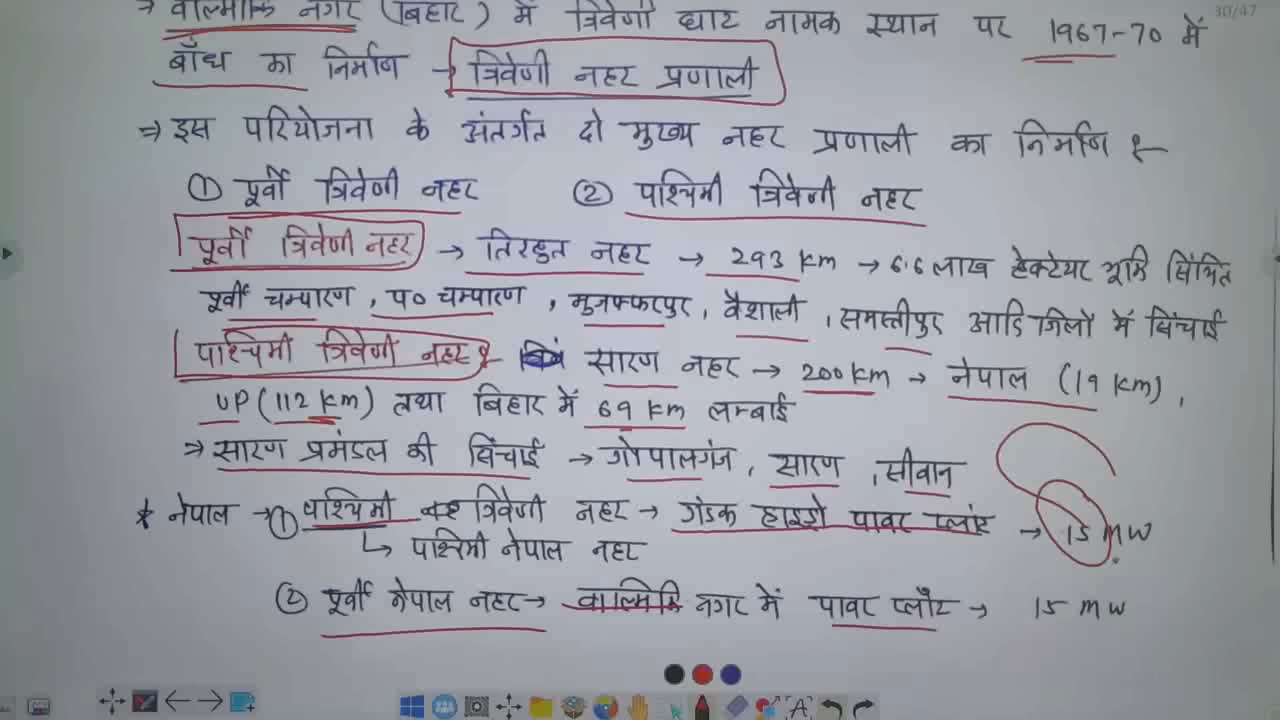 → वाल्मीकि नगर (बिहार) में त्रिवेणी घाट नामक स्थान पर 1967-70 में
30/47
बाँध का निर्माण → त्रिवेणी नहर प्रणाली
⇒ इस परियोजना के अंतर्गत दो मुख्य नहर प्रणाली का निर्माण :-
① पूर्वी त्रिवेणी नहर ② पश्चिमी त्रिवेणी नहर
पूर्वी त्रिवेणी नहर → तिरहुत नहर → 293 km → 6.6 लाख हेक्टेयर भूमि सिंचित
पूर्वी चम्पारण, प० चम्पारण, मुजफ्फरपुर, वैशाली, समस्तीपुर आदि जिलों में सिंचाई
पाश्चिमी त्रिवेणी नहर :- सारण नहर → 200 km → नेपाल (19 km),
UP (112 km) तथा बिहार में 69 km लम्बाई
⇒ सारण प्रमंडल की सिंचाई → गोपालगंज, सारण, सीवान
* नेपाल → ① पश्चिमी त्रिवेणी नहर → गंडक हाइड्रो पावर प्लांट → 15 MW
↳ पाश्चिमी नेपाल नहर
② पूर्वी नेपाल नहर → वाल्मिकि नगर में पावर प्लाँट → 15 MW